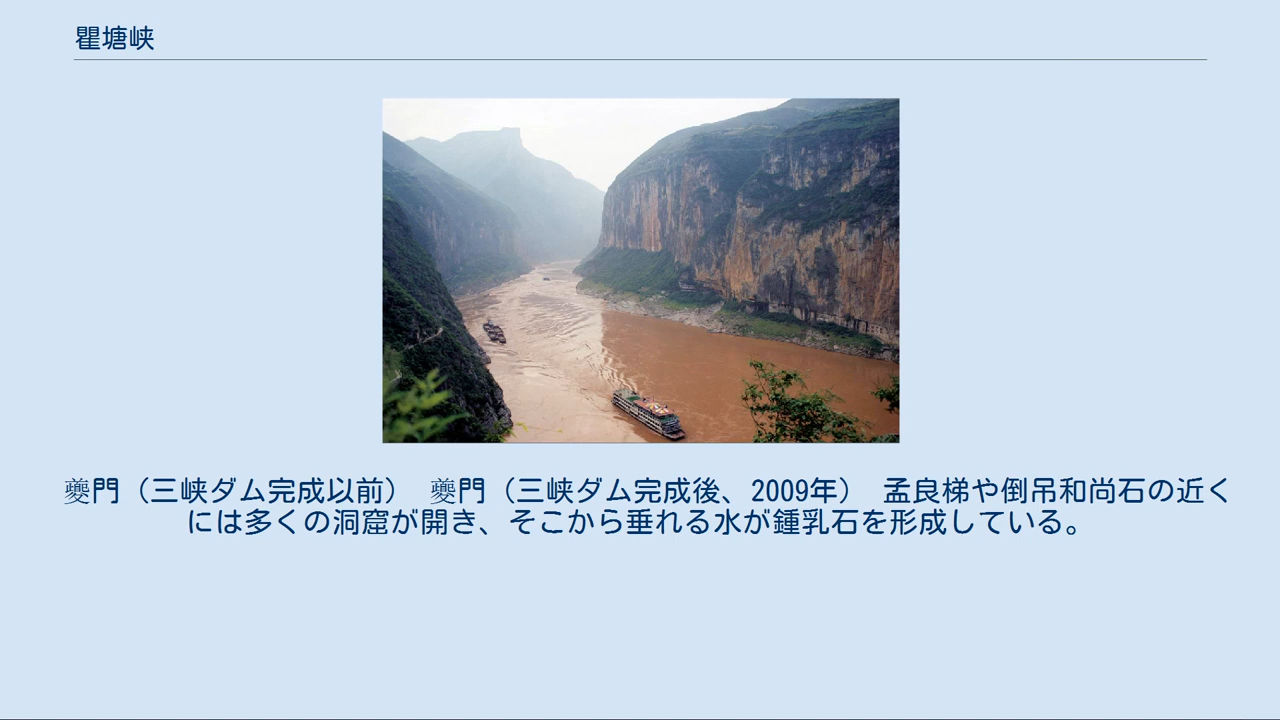 瞿塘峡
夔門（三峡ダム完成以前） 夔門（三峡ダム完成後、2009年） 孟良梯や倒吊和尚石の近く
には多くの洞窟が開き、そこから垂れる水が鍾乳石を形成している。